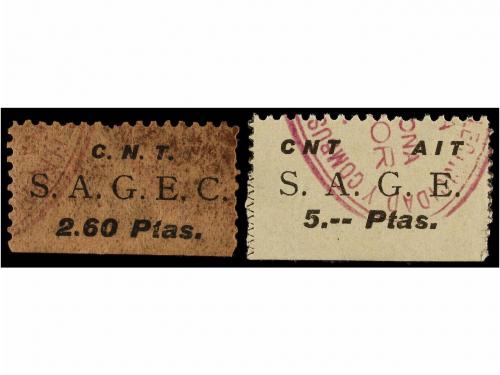 C. N. T.
S. A. G. E. C.
2.60 Ptas.
CNT AIT
S. A. G. E.
5.-- Ptas.